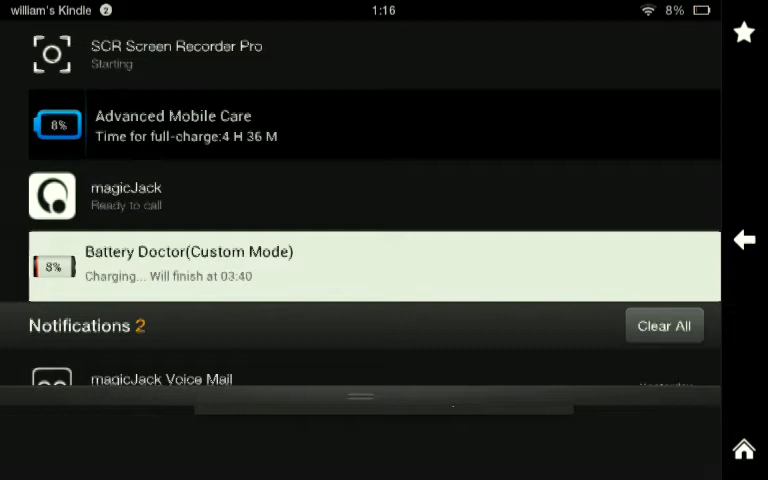 william's Kindle 2 1:16 8%
SCR Screen Recorder Pro
Starting
8%
Advanced Mobile Care
Time for full-charge:4 H 36 M
magicJack
Ready to call
8%
Battery Doctor(Custom Mode)
Charging... Will finish at 03:40
Notifications 2
Clear All
magicJack Voice Mail